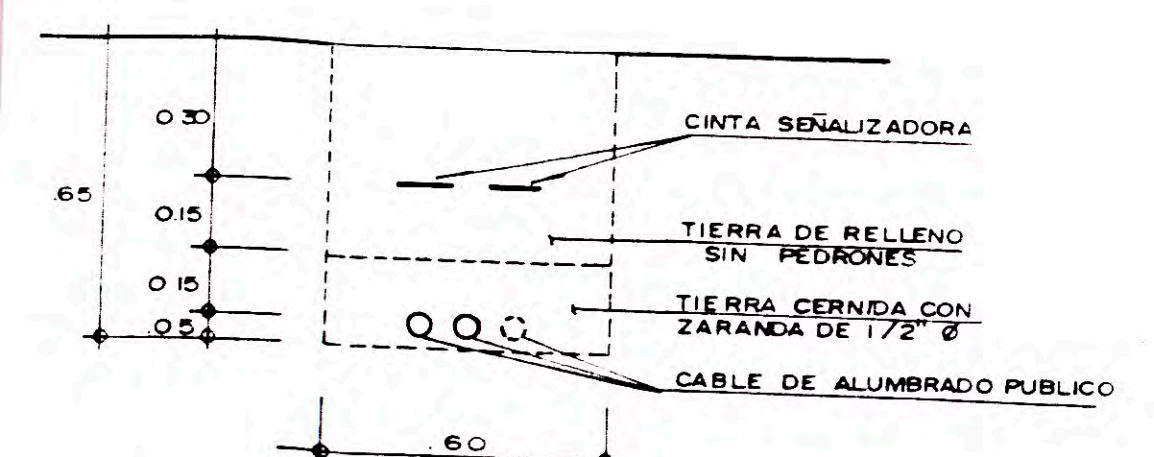 0 30
CINTA SEÑALIZADORA
.65
0.15
TIERRA DE RELLENO
SIN PEDRONES
0 15
TIERRA CERNIDA CON
ZARANDA DE 1/2" Ø
.05
CABLE DE ALUMBRADO PUBLICO
.60